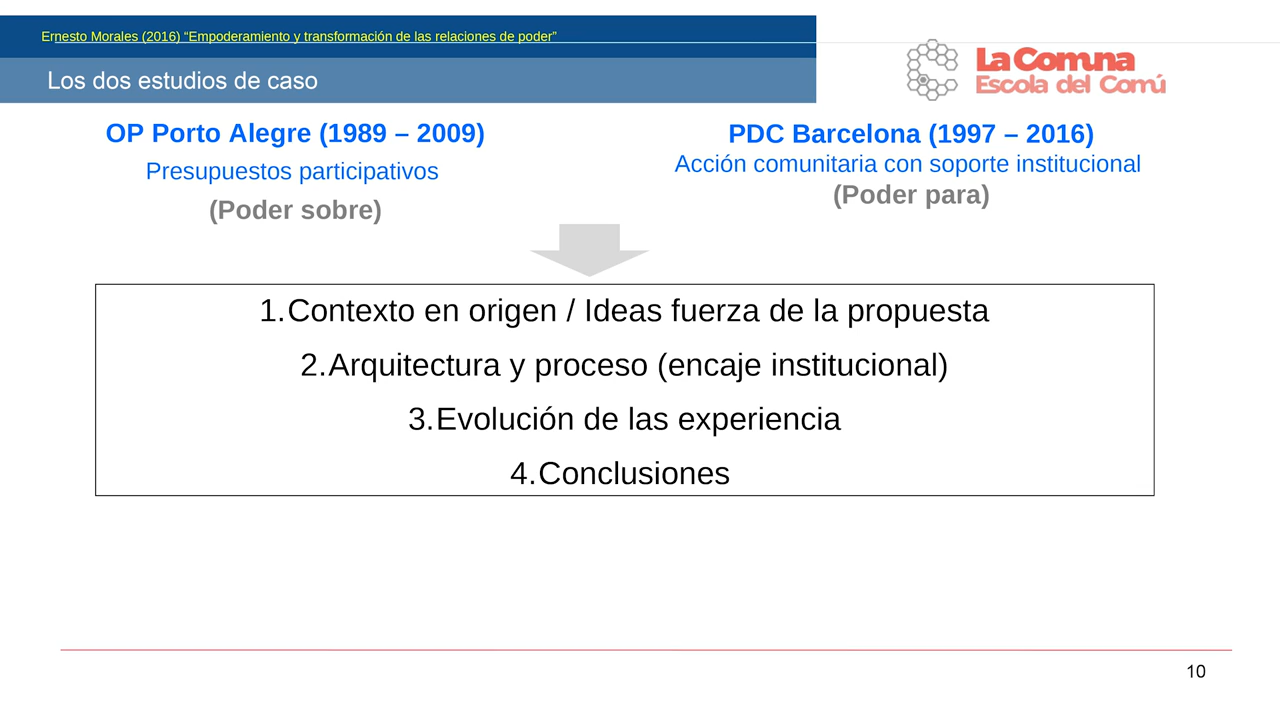 Ernesto Morales (2016) “Empoderamiento y transformación de las relaciones de poder”
Los dos estudios de caso
La Comuna
Escola del Comú
OP Porto Alegre (1989 – 2009)
Presupuestos participativos
(Poder sobre)
PDC Barcelona (1997 – 2016)
Acción comunitaria con soporte institucional
(Poder para)
1.Contexto en origen / Ideas fuerza de la propuesta
2.Arquitectura y proceso (encaje institucional)
3.Evolución de las experiencia
4.Conclusiones
10